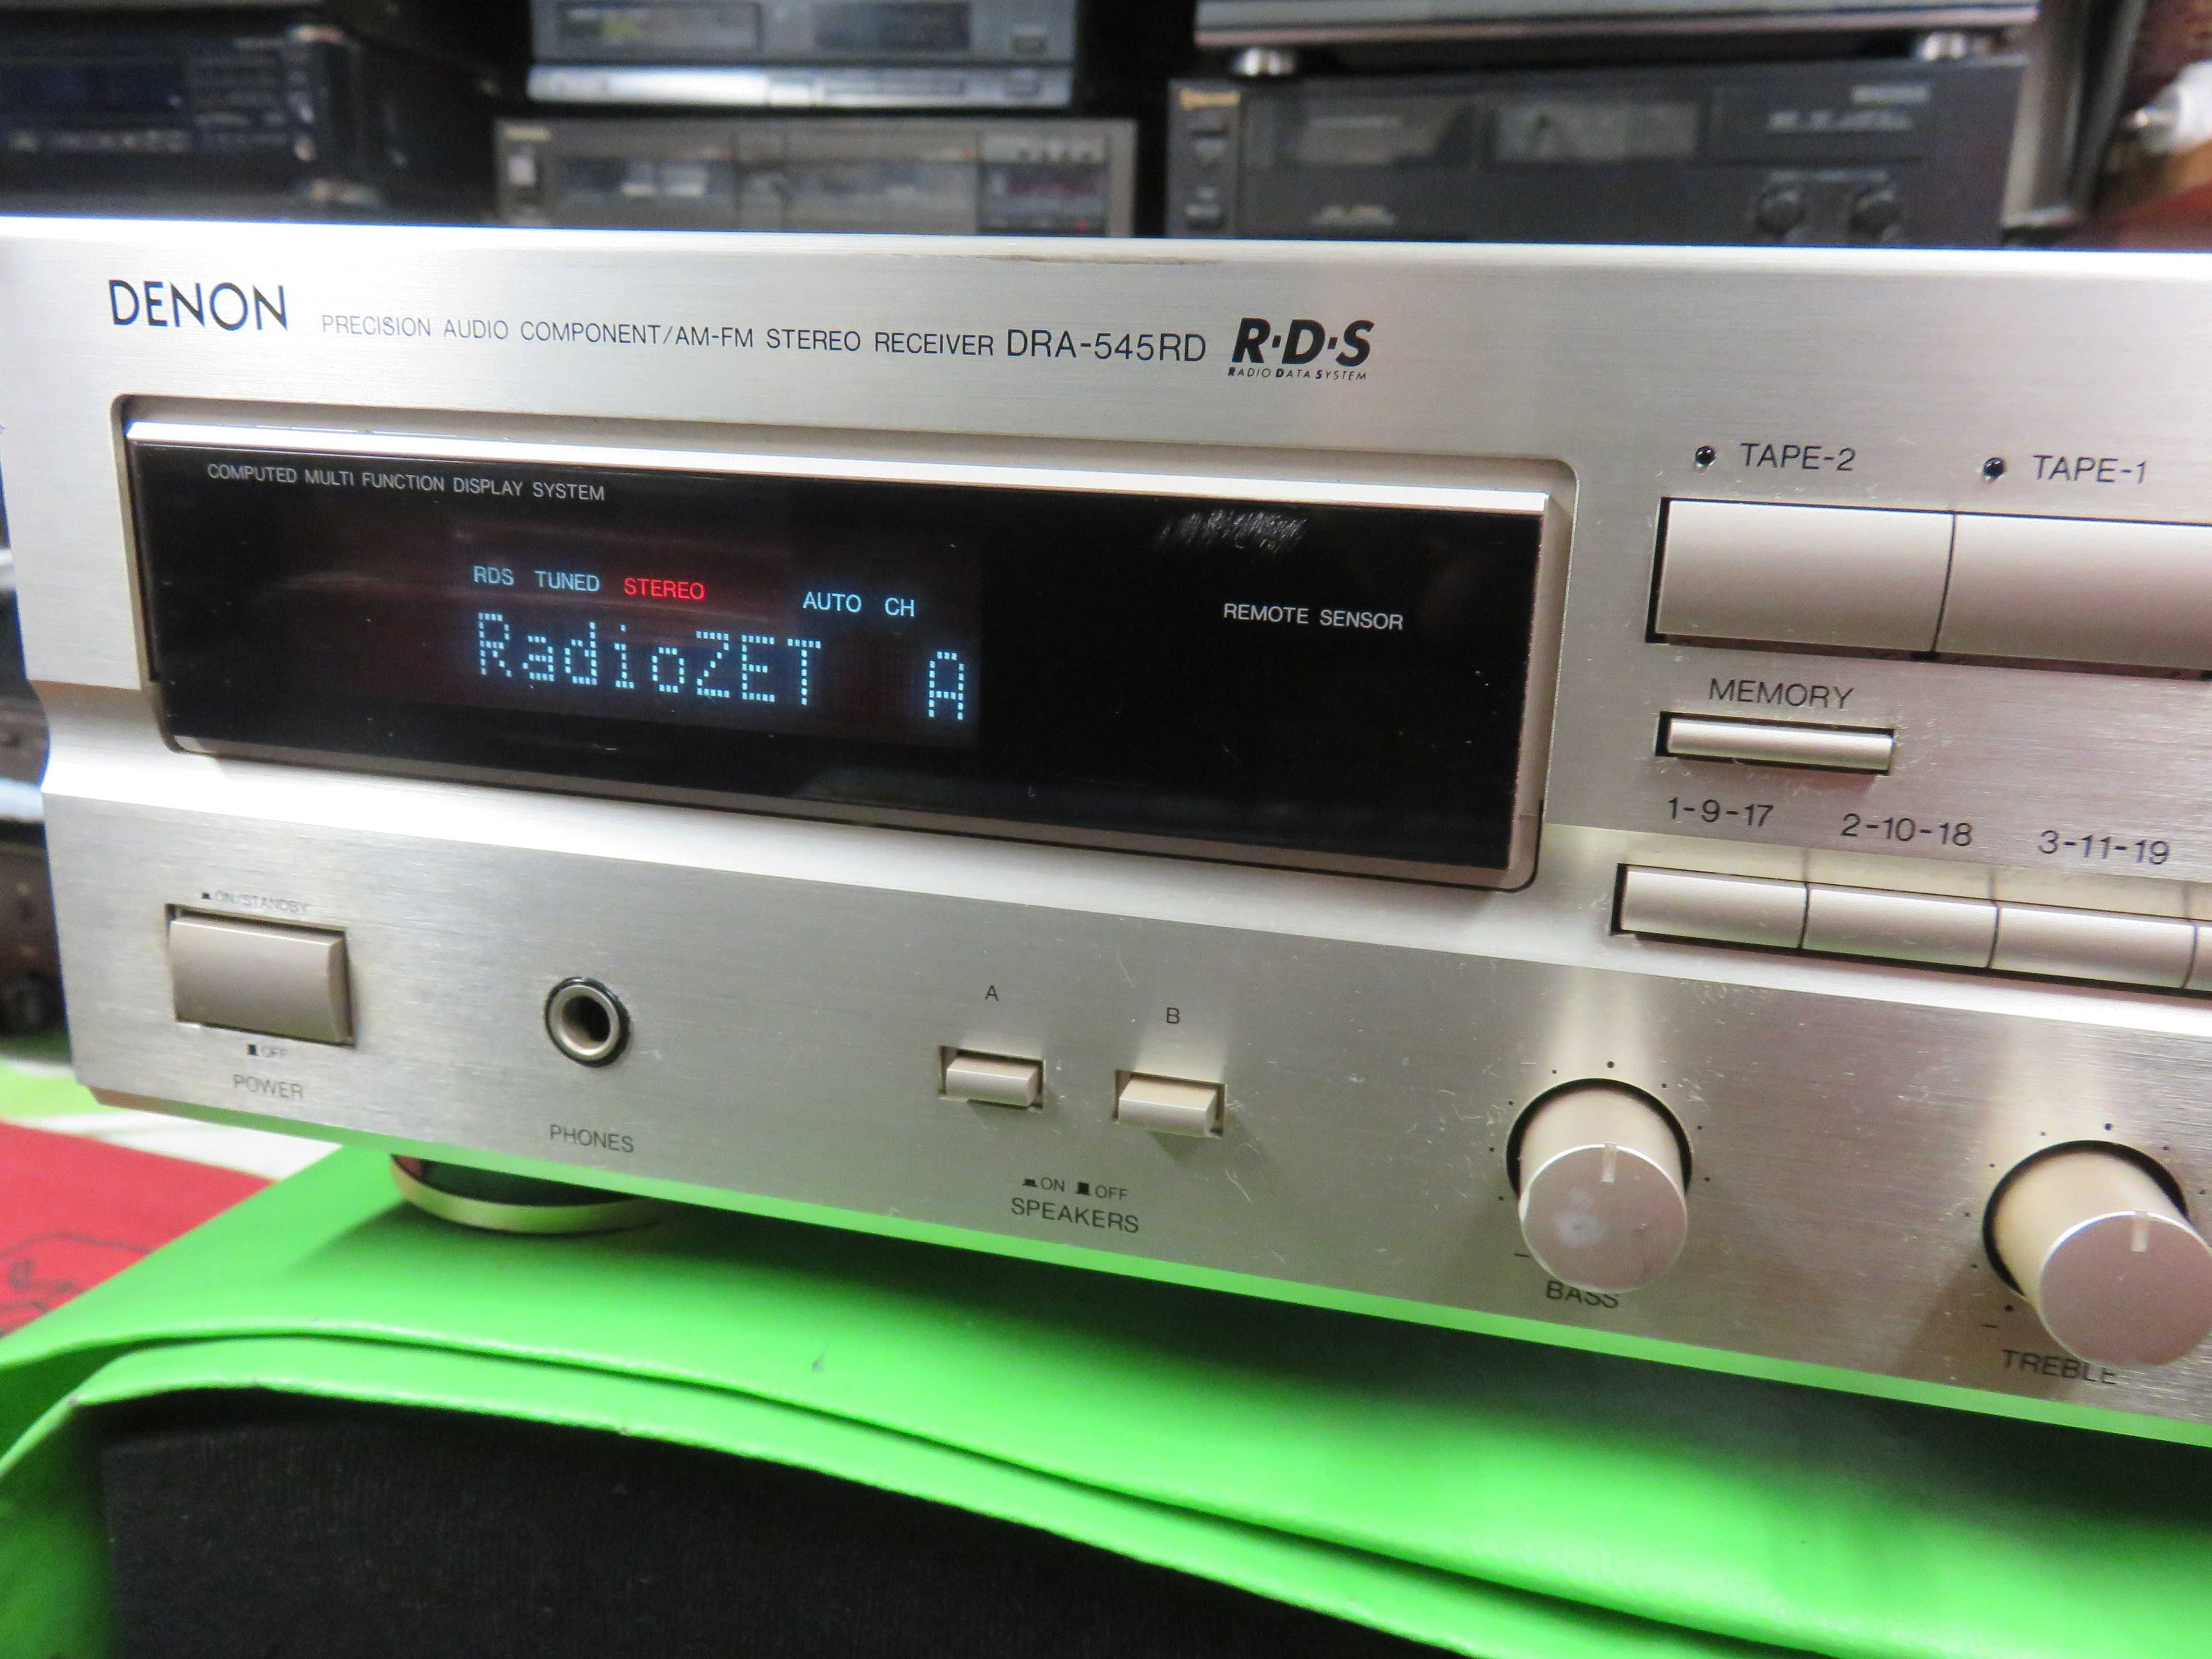 DENON PRECISION AUDIO COMPONENT/AM-FM STEREO RECEIVER DRA-545RD R·D·S
RADIO DATA SYSTEM
TAPE-2 TAPE-1
COMPUTED MULTI FUNCTION DISPLAY SYSTEM
RDS TUNED STEREO AUTO CH
RadioZET A
REMOTE SENSOR
MEMORY
1-9-17 2-10-18 3-11-19
ON/STANDBY
OFF
POWER
PHONES
A B
ON OFF
SPEAKERS
BASS
TREBLE